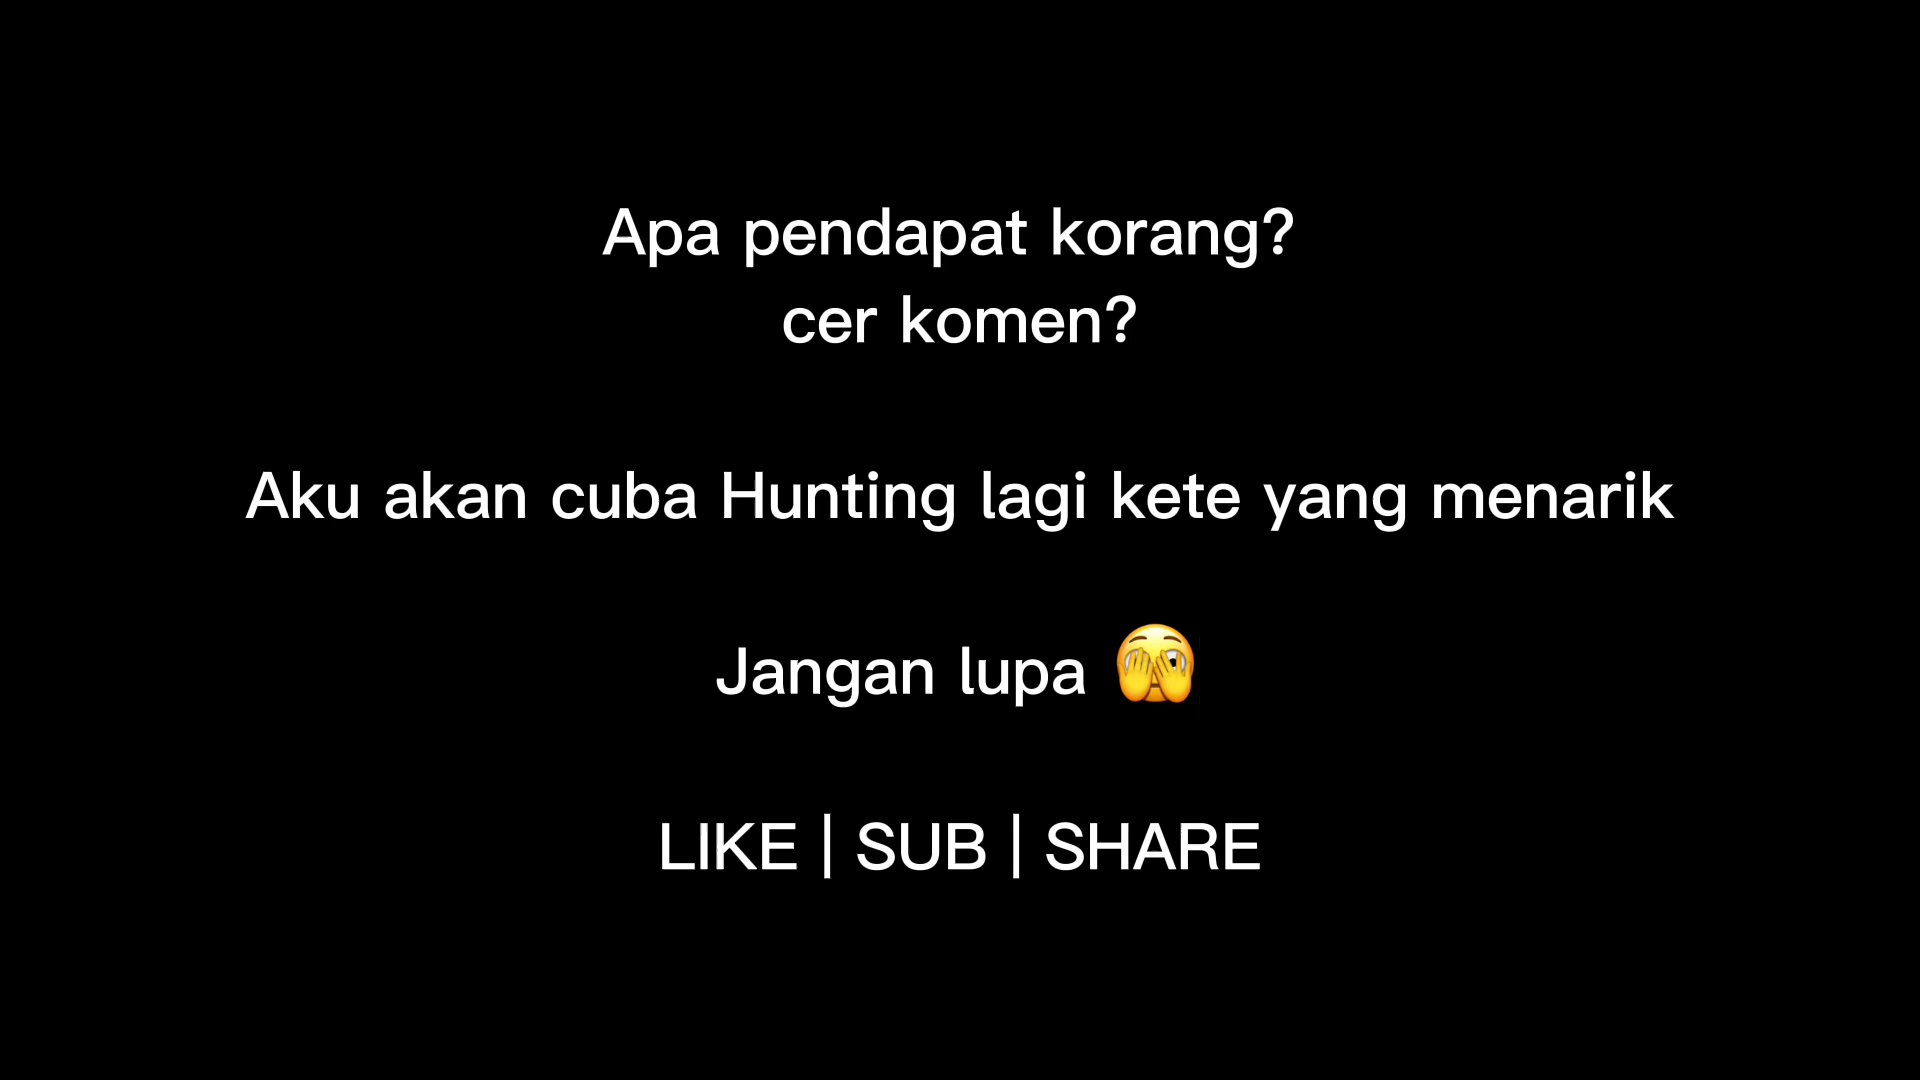 Apa pendapat korang?
cer komen?
Aku akan cuba Hunting lagi kete yang menarik
Jangan lupa 🫣
LIKE | SUB | SHARE